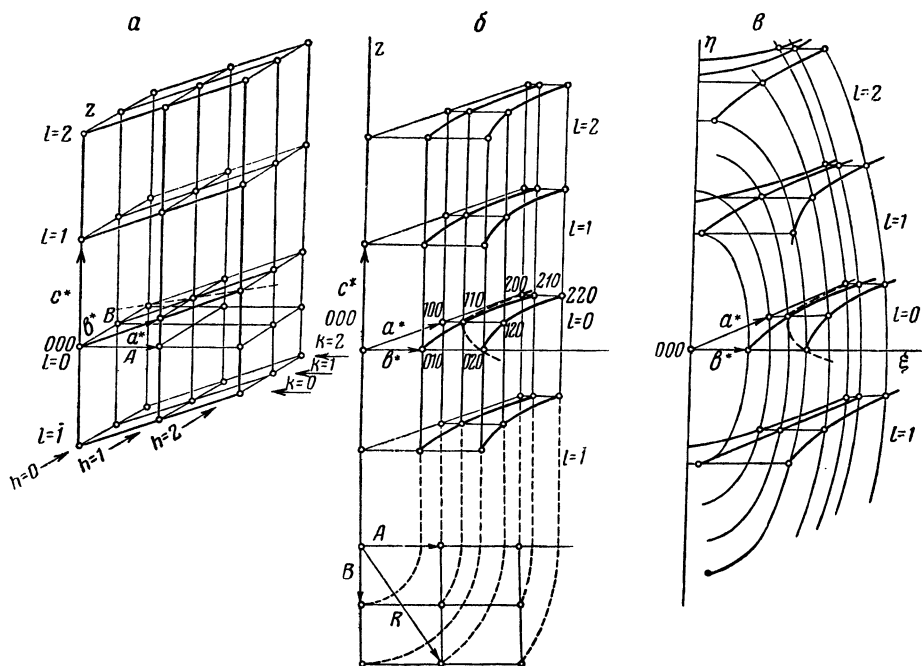 а
z
l=2
l=1
c*
в*
B
a*
A
000
l=0
l=1̄
h=0
h=1
h=2
k=2
k=1
k=0
б
z
l=2
l=1
c*
000
a*
в*
100
110
200
210
220
l=0
010
020
120
l=1̄
A
B
R
в
η
l=2
l=1
a*
l=0
000
в*
ξ
l=1